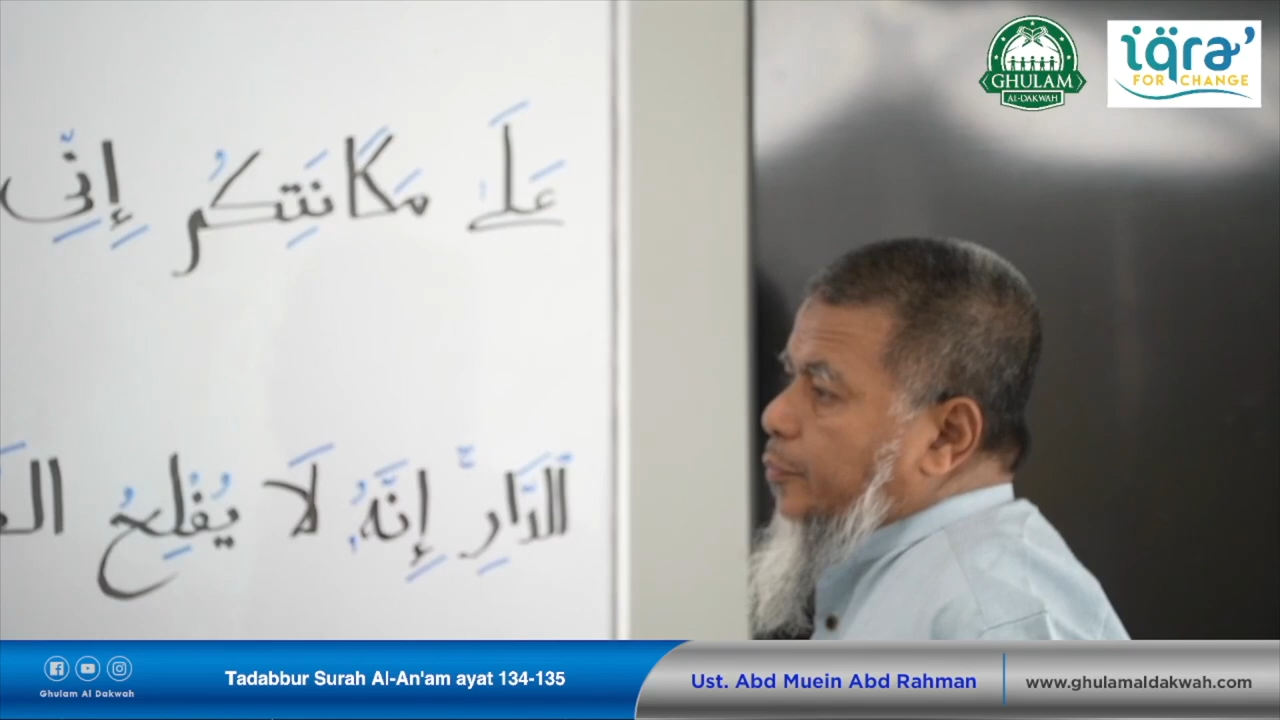 GHULAM
AL-DAKWAH
iqra'
FOR CHANGE
عَلَىٰ مَكَانَتِكُمْ إِنِّى
الدَّارِ إِنَّهُ لَا يُفْلِحُ
Ghulam Al Dakwah
Tadabbur Surah Al-An'am ayat 134-135
Ust. Abd Muein Abd Rahman
www.ghulamaldakwah.com